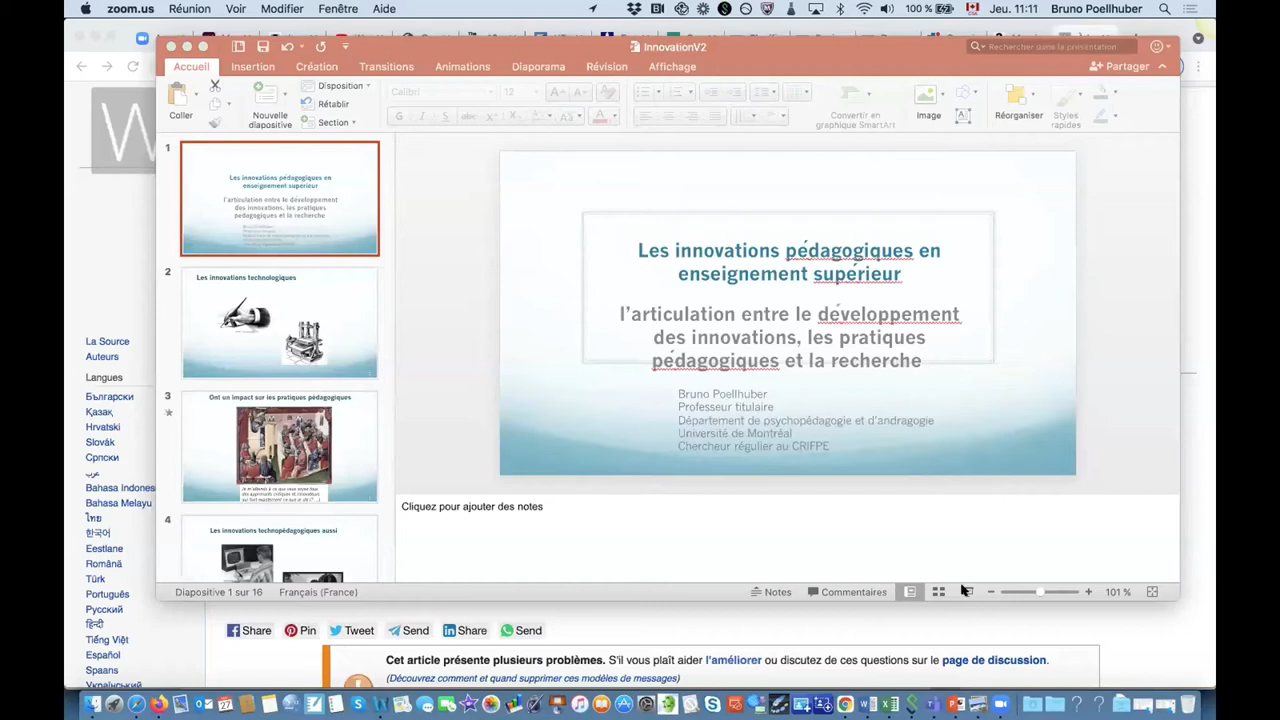 zoom.us Réunion Voir Modifier Fenêtre Aide 100 % Jeu. 11:11 Bruno Poellhuber
InnovationV2
Rechercher dans la présentation
Accueil Insertion Création Transitions Animations Diaporama Révision Affichage
Partager
Coller
Nouvelle
diapositive
Disposition
Rétablir
Section
Calibri
Convertir en
graphique SmartArt
Image
Réorganiser
Styles
rapides
W
La Source
Auteurs
Langues
Български
Қазақ
Hrvatski
Slovák
Српски
عربي
Bahasa Indones
Bahasa Melayu
ไทย
한국어
Eestlane
Română
Türk
Português
Русский
हिन्दी
Tiếng Việt
Español
Spaans
Український
1
Les innovations pédagogiques en
enseignement supérieur
l'articulation entre le développement
des innovations, les pratiques
pédagogiques et la recherche
2
Les innovations technologiques
3
Ont un impact sur les pratiques pédagogiques
4
Les innovations technopédagogiques aussi
Les innovations pédagogiques en
enseignement supérieur
l'articulation entre le développement
des innovations, les pratiques
pédagogiques et la recherche
Bruno Poellhuber
Professeur titulaire
Département de psychopédagogie et d'andragogie
Université de Montréal
Chercheur régulier au CRIFPE
Cliquez pour ajouter des notes
Diapositive 1 sur 16 Français (France) Notes Commentaires 101 %
Share Pin Tweet Send Share Send
Cet article présente plusieurs problèmes. S'il vous plaît aider l'améliorer ou discutez de ces questions sur le page de discussion.
(Découvrez comment et quand supprimer ces modèles de messages)